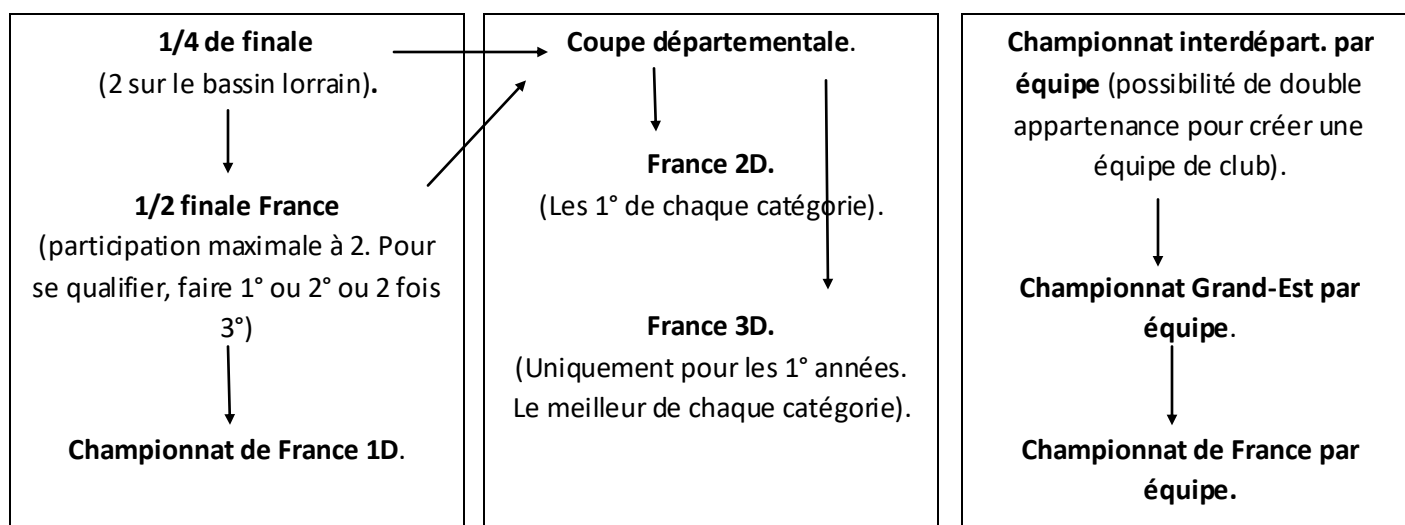 1/4 de finale
(2 sur le bassin lorrain).
1/2 finale France
(participation maximale à 2. Pour
se qualifier, faire 1° ou 2° ou 2 fois
3°)
Championnat de France 1D.
Coupe départementale.
France 2D.
(Les 1° de chaque catégorie).
France 3D.
(Uniquement pour les 1° années.
Le meilleur de chaque catégorie).
Championnat interdépart. par
équipe (possibilité de double
appartenance pour créer une
équipe de club).
Championnat Grand-Est par
équipe.
Championnat de France par
équipe.